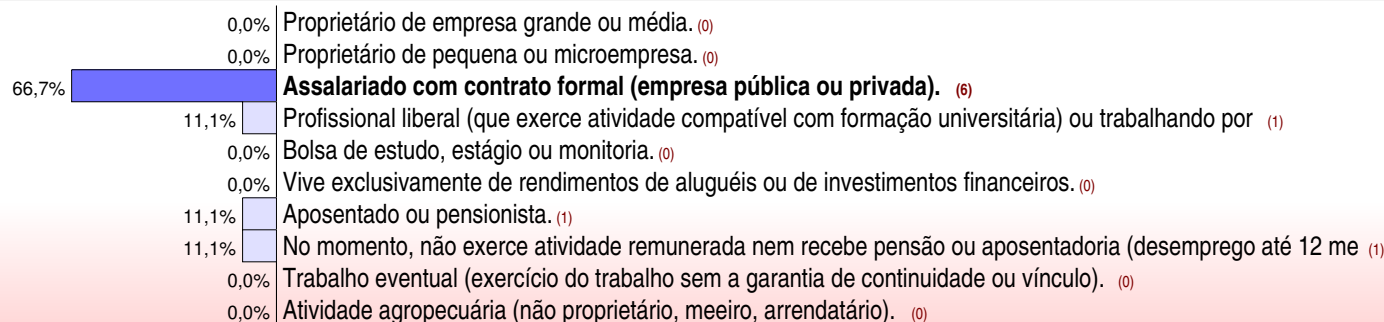 0,0% Proprietário de empresa grande ou média. (0)
0,0% Proprietário de pequena ou microempresa. (0)
66,7% Assalariado com contrato formal (empresa pública ou privada). (6)
11,1% Profissional liberal (que exerce atividade compatível com formação universitária) ou trabalhando por (1)
0,0% Bolsa de estudo, estágio ou monitoria. (0)
0,0% Vive exclusivamente de rendimentos de aluguéis ou de investimentos financeiros. (0)
11,1% Aposentado ou pensionista. (1)
11,1% No momento, não exerce atividade remunerada nem recebe pensão ou aposentadoria (desemprego até 12 me (1)
0,0% Trabalho eventual (exercício do trabalho sem a garantia de continuidade ou vínculo). (0)
0,0% Atividade agropecuária (não proprietário, meeiro, arrendatário). (0)